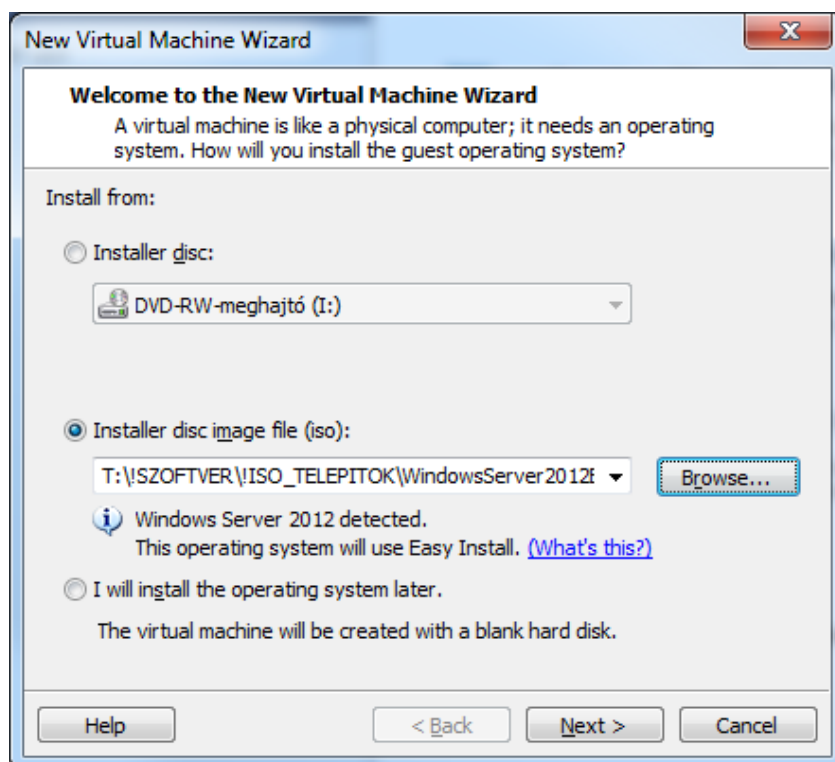 New Virtual Machine Wizard
Welcome to the New Virtual Machine Wizard
A virtual machine is like a physical computer; it needs an operating
system. How will you install the guest operating system?
Install from:
Installer disc:
DVD-RW-meghajtó (I:)
Installer disc image file (iso):
T:\!SZOFTVER\!ISO_TELEPITOK\WindowsServer2012E
Browse...
Windows Server 2012 detected.
This operating system will use Easy Install. (What's this?)
I will install the operating system later.
The virtual machine will be created with a blank hard disk.
Help
< Back
Next >
Cancel